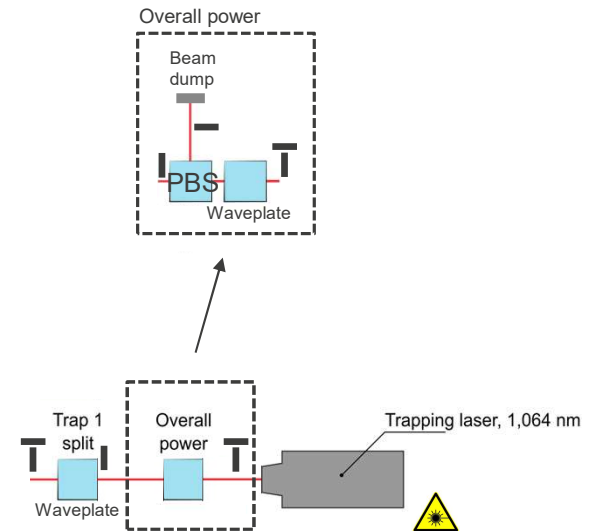 Overall power
Beam
dump
PBS
Waveplate
Trap 1
split
Overall
power
Trapping laser, 1,064 nm
Waveplate